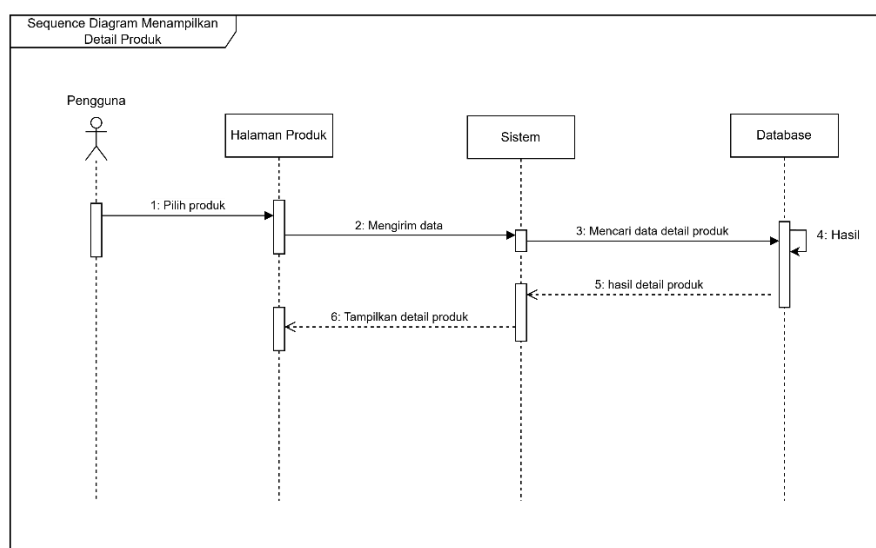 Sequence Diagram Menampilkan
Detail Produk
Pengguna
Halaman Produk
Sistem
Database
1: Pilih produk
2: Mengirim data
3: Mencari data detail produk
4: Hasil
5: hasil detail produk
6: Tampilkan detail produk